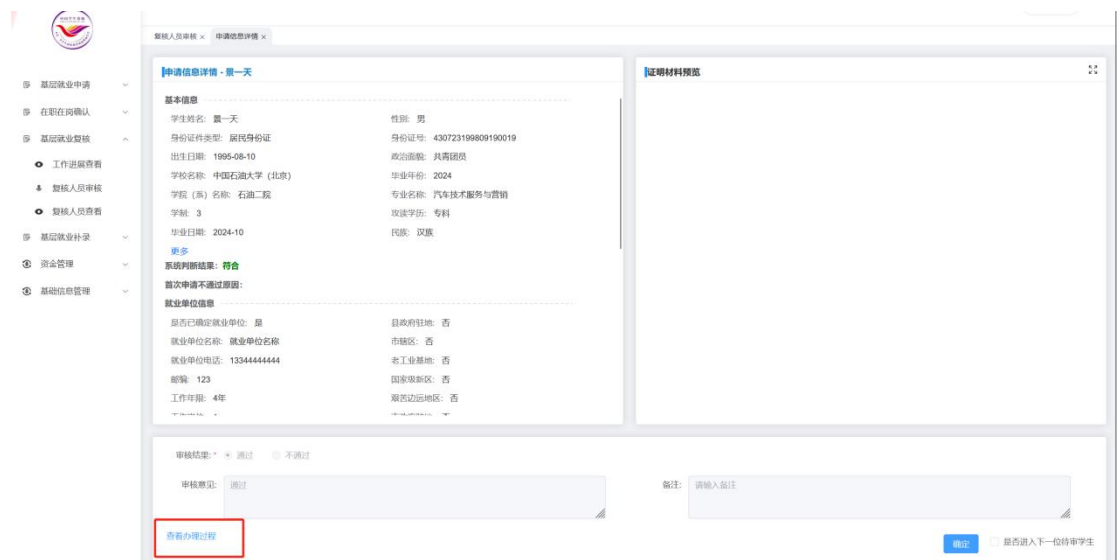 复核人员审核 × 申请信息详情 ×
基层就业申请
在职在岗确认
基层就业复核
工作进展查看
复核人员审核
复核人员查看
基层就业补录
资金管理
基础信息管理
申请信息详情 - 景一天
基本信息
学生姓名: 景一天 性别: 男
身份证件类型: 居民身份证 身份证号: 430723199809190019
出生日期: 1995-08-10 政治面貌: 共青团员
学校名称: 中国石油大学（北京） 毕业年份: 2024
学院（系）名称: 石油二院 专业名称: 汽车技术服务与营销
学制: 3 攻读学历: 专科
毕业日期: 2024-10 民族: 汉族
更多
系统判断结果: 符合
首次申请不通过原因:
就业单位信息
是否已确定就业单位: 是 县政府驻地: 否
就业单位名称: 就业单位名称 市辖区: 否
就业单位电话: 13344444444 老工业基地: 否
邮编: 123 国家级新区: 否
工作年限: 4年 艰苦边远地区: 否
证明材料预览
审核结果: * 通过 不通过
审核意见: 通过 备注: 请输入备注
查看办理过程
确定 是否进入下一位待审学生